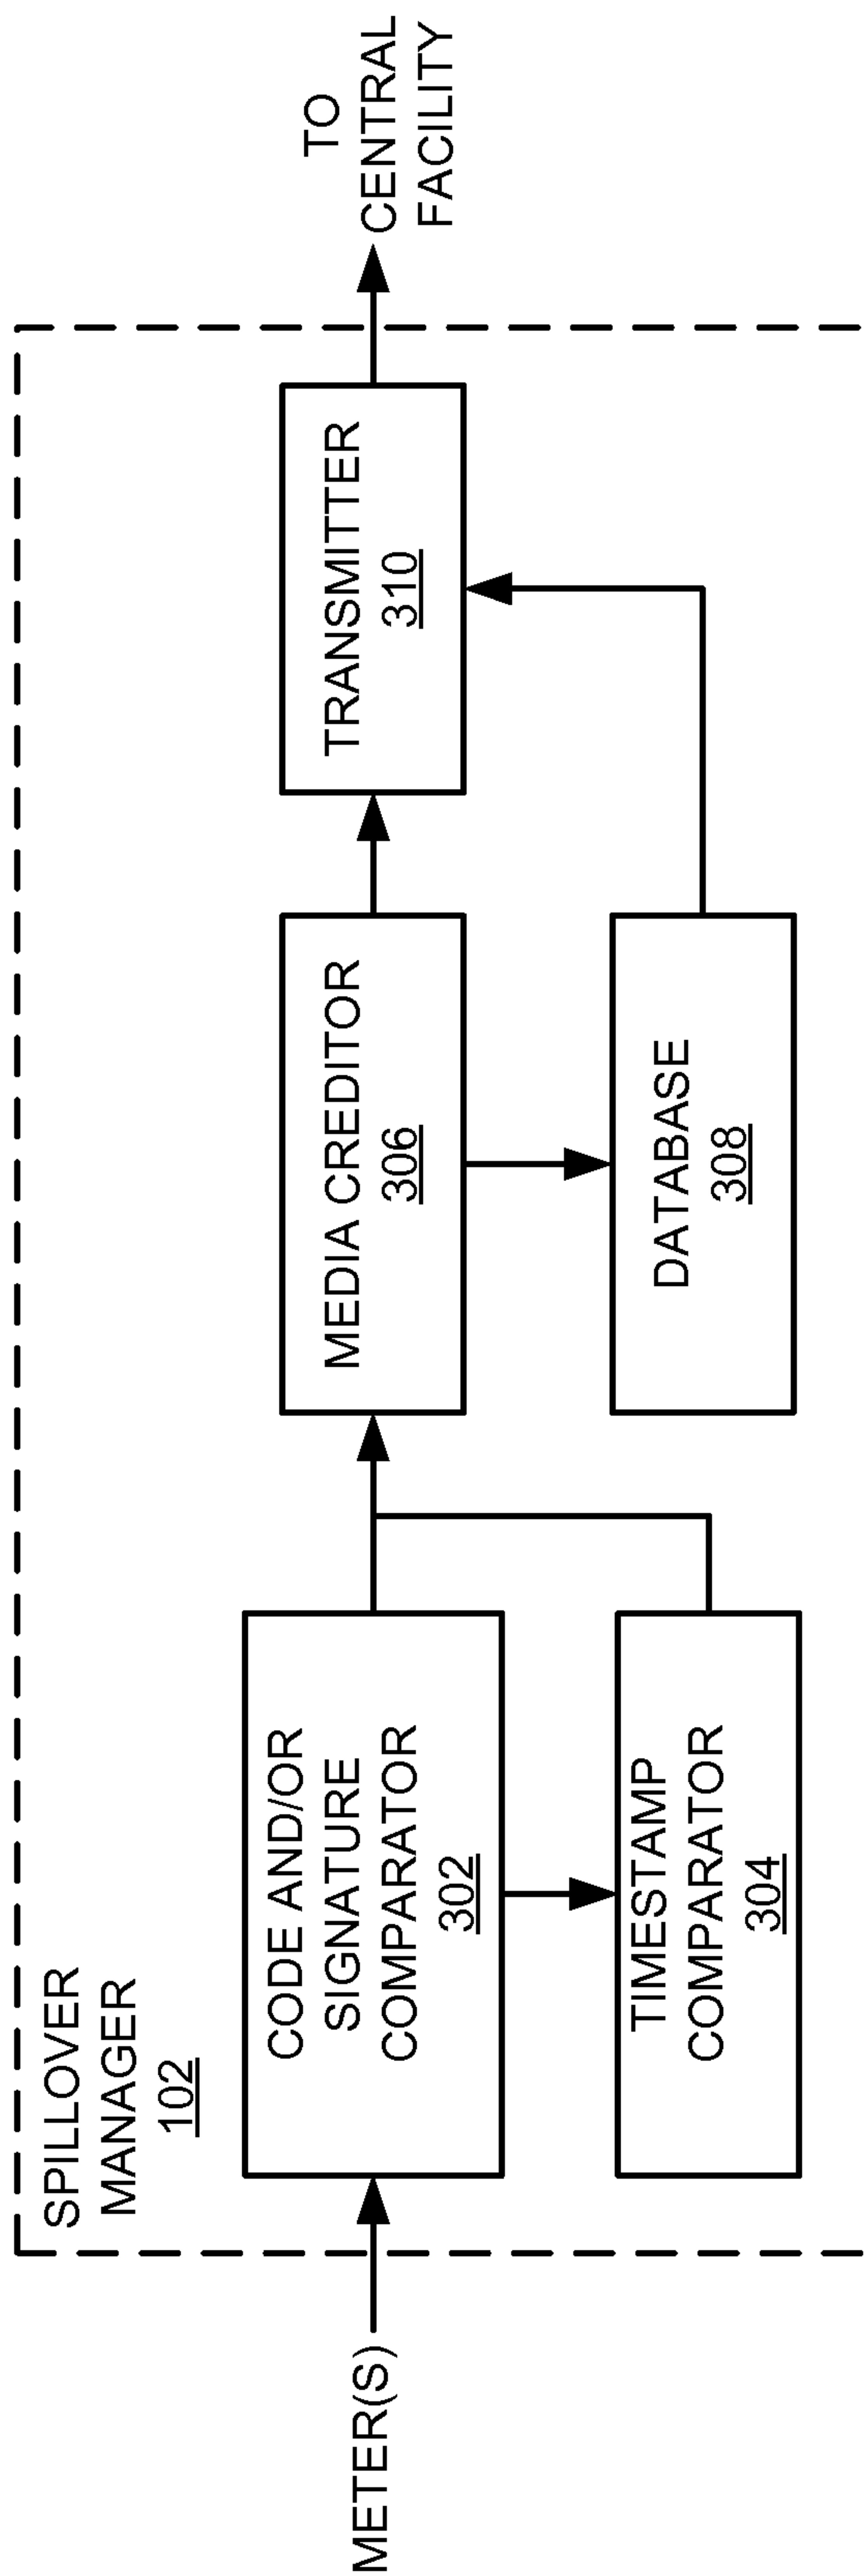 SPILLOVER
MANAGER
102
METER(S)
CODE AND/OR
SIGNATURE
COMPARATOR
302
TIMESTAMP
COMPARATOR
304
MEDIA CREDITOR
306
DATABASE
308
TRANSMITTER
310
TO
CENTRAL
FACILITY